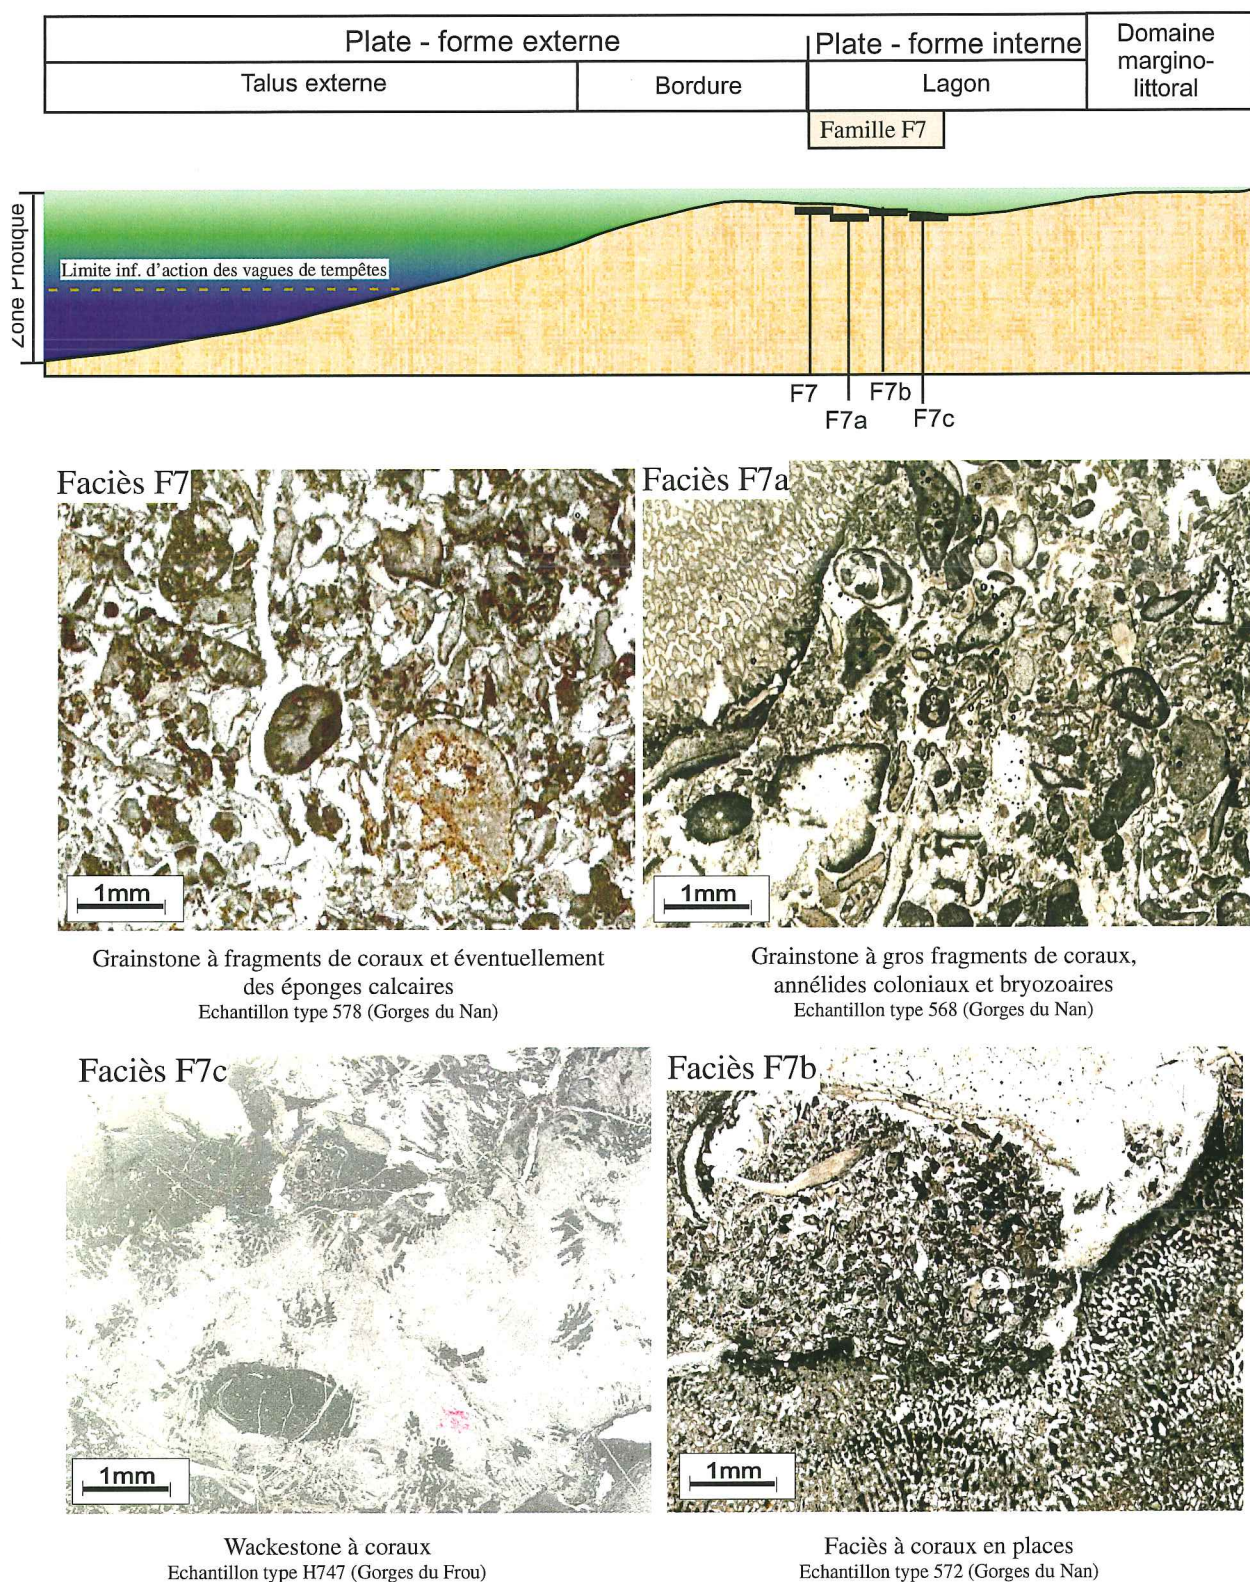 Plate - forme externe
Plate - forme interne
Domaine
margino-
littoral
Talus externe
Bordure
Lagon
Famille F7
Zone Photique
Limite inf. d'action des vagues de tempêtes
F7
F7a
F7b
F7c
Faciès F7
1mm
Grainstone à fragments de coraux et éventuellement
des éponges calcaires
Echantillon type 578 (Gorges du Nan)
Faciès F7a
1mm
Grainstone à gros fragments de coraux,
annélides coloniaux et bryozoaires
Echantillon type 568 (Gorges du Nan)
Faciès F7c
1mm
Wackestone à coraux
Echantillon type H747 (Gorges du Frou)
Faciès F7b
1mm
Faciès à coraux en places
Echantillon type 572 (Gorges du Nan)